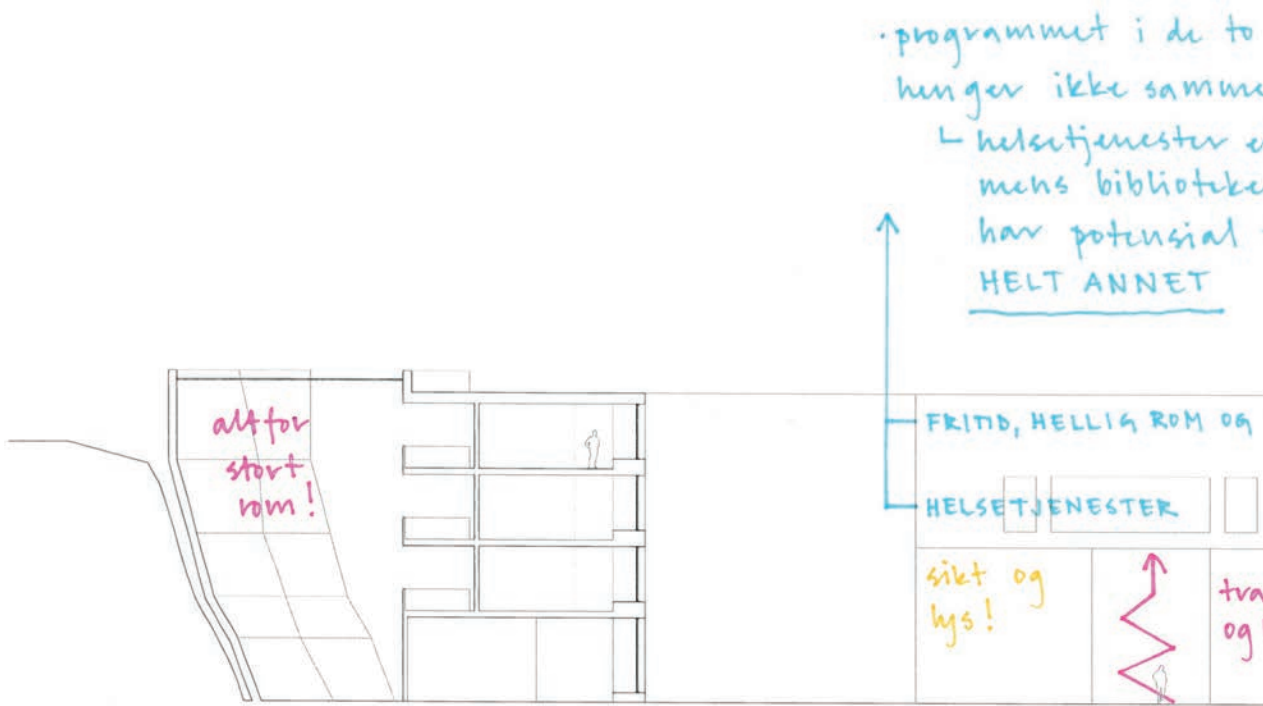 · programmet i de to
henger ikke samme
└ helsetjenester e
mens biblioteke
har potensial
HELT ANNET
alt for
stort
rom!
FRITID, HELLIG ROM OG
HELSETJENESTER
sikt og
lys!
tra
og